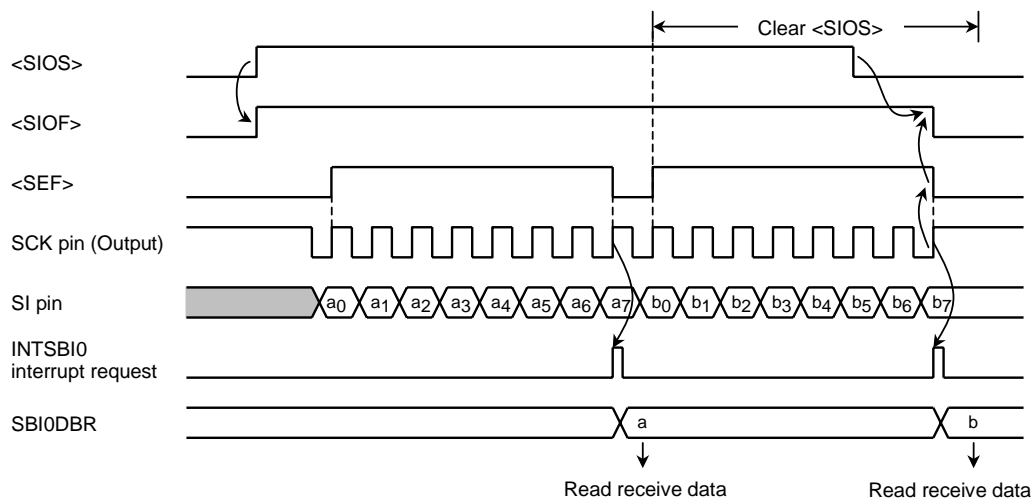 Clear <SIOS>
<SIOS>
<SIOF>
<SEF>
SCK pin (Output)
SI pin
a0 a1 a2 a3 a4 a5 a6 a7 b0 b1 b2 b3 b4 b5 b6 b7
INTSBI0
interrupt request
SBI0DBR
a
b
Read receive data
Read receive data